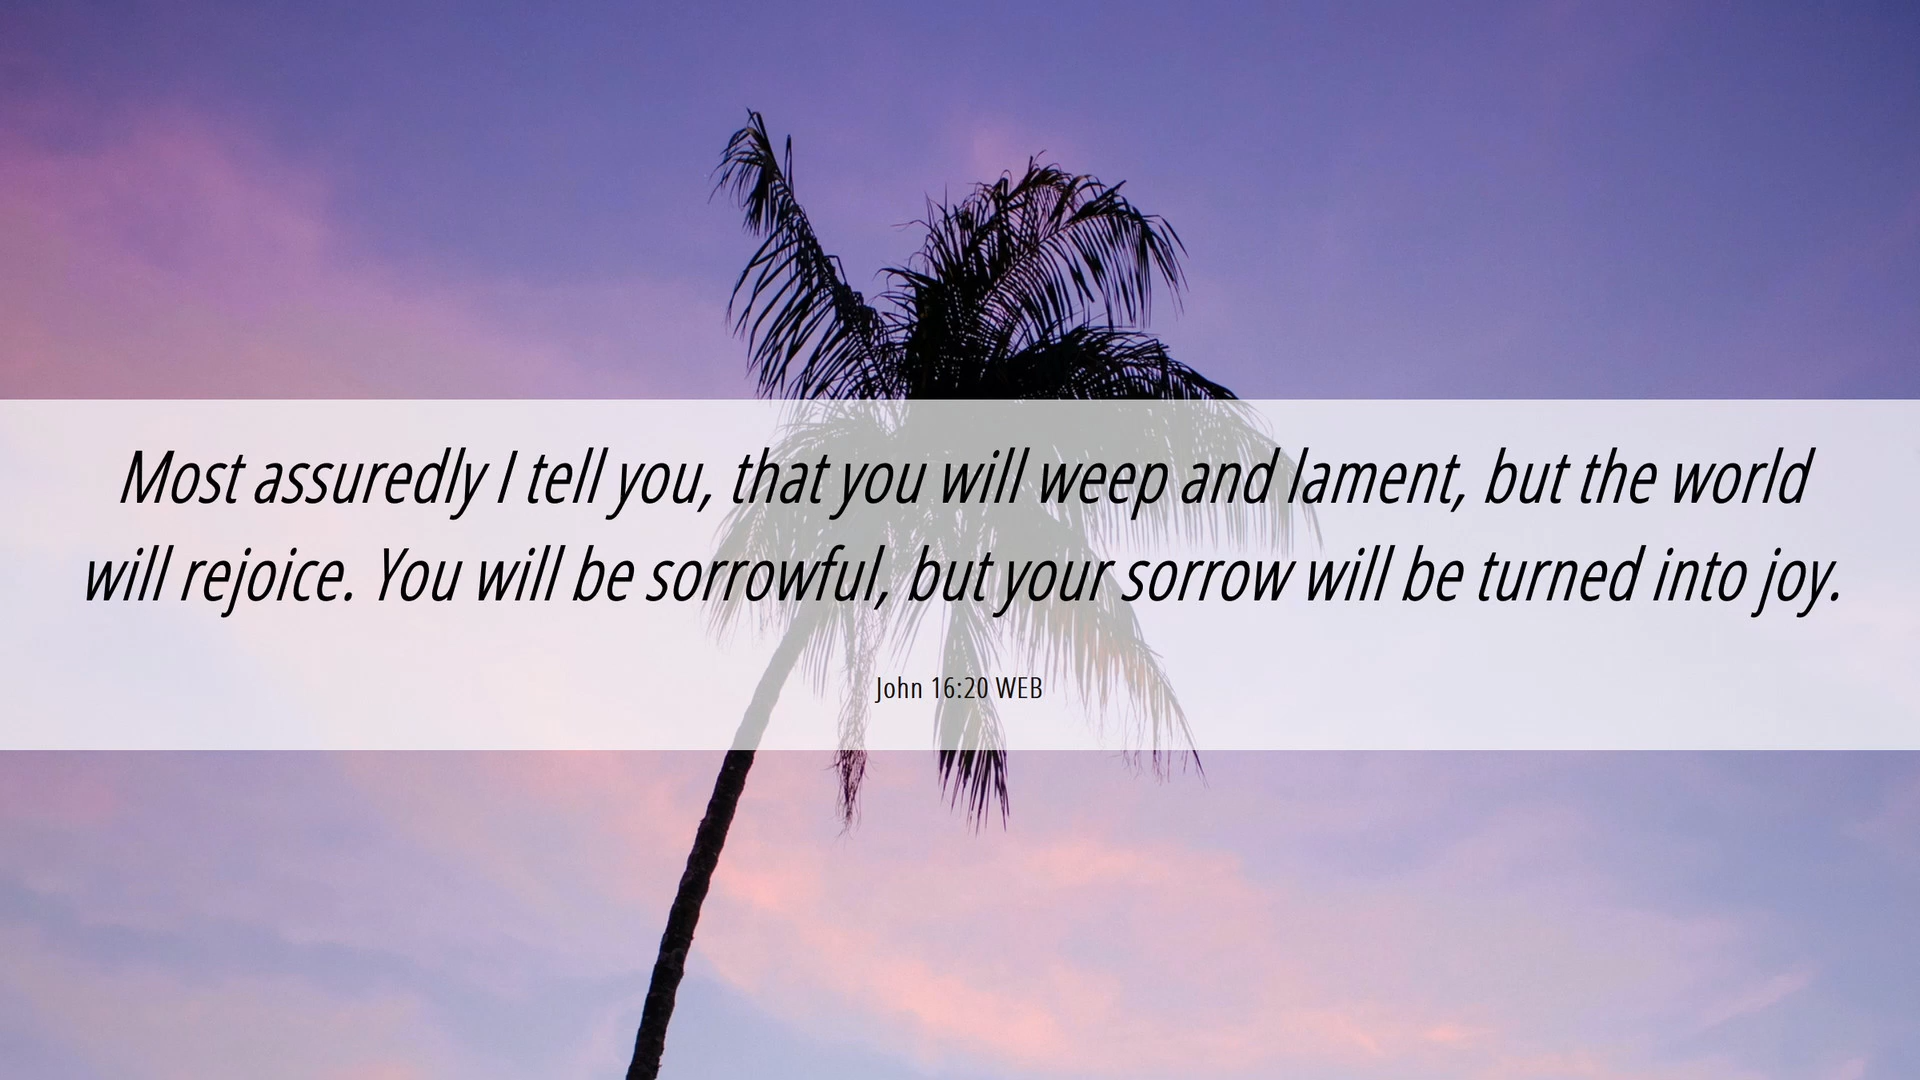 Most assuredly I tell you, that you will weep and lament, but the world
will rejoice. You will be sorrowful, but your sorrow will be turned into joy.
John 16:20 WEB